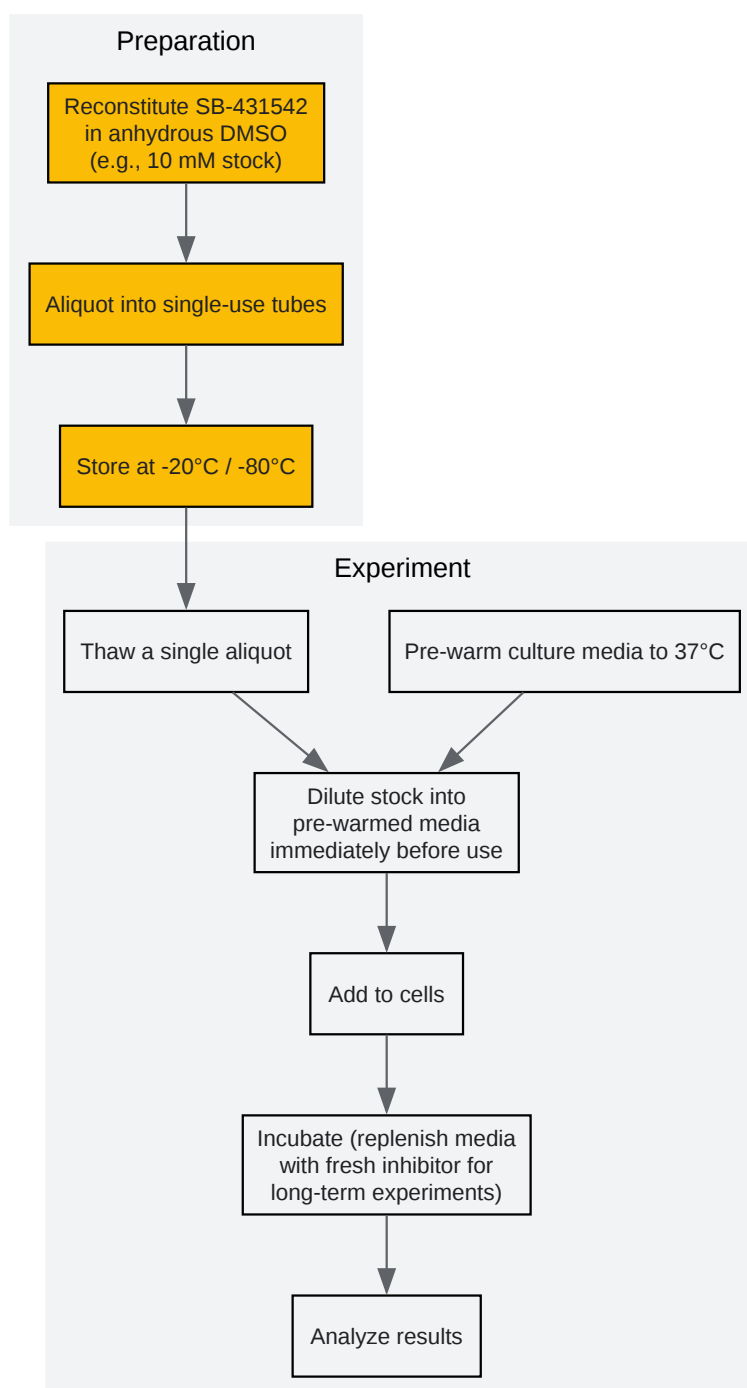 Preparation
Reconstitute SB-431542
in anhydrous DMSO
(e.g., 10 mM stock)
Aliquot into single-use tubes
Store at -20°C / -80°C
Experiment
Thaw a single aliquot
Pre-warm culture media to 37°C
Dilute stock into
pre-warmed media
immediately before use
Add to cells
Incubate (replenish media
with fresh inhibitor for
long-term experiments)
Analyze results